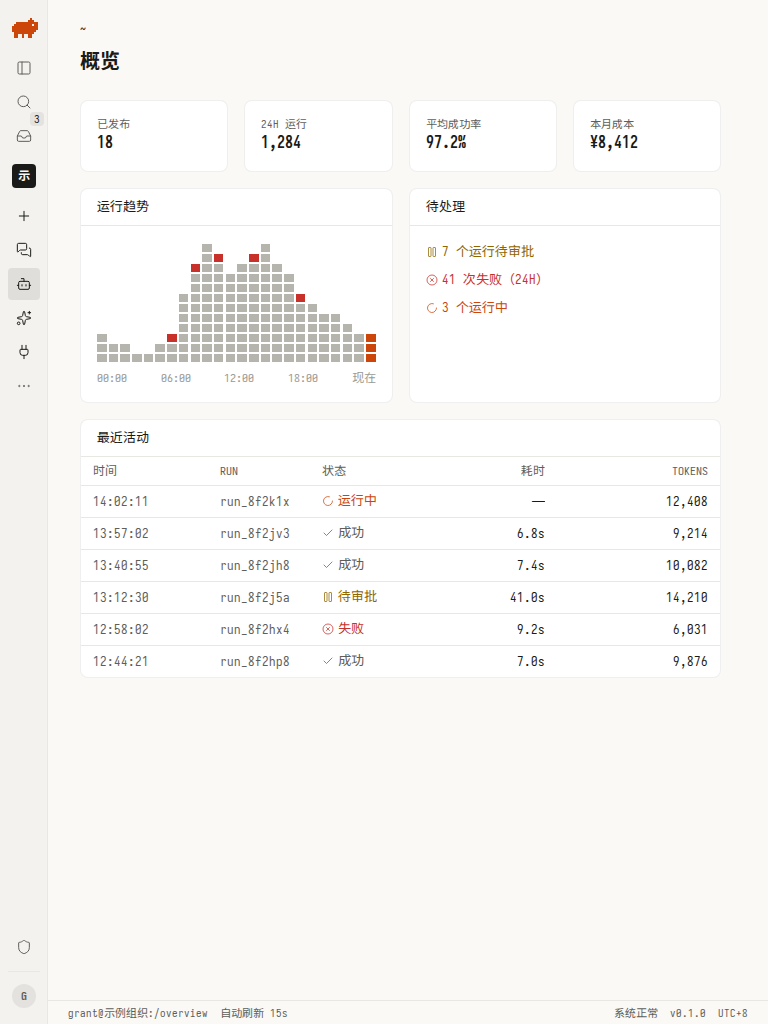 ~
概览
3
示
已发布
18
24H 运行
1,284
平均成功率
97.2%
本月成本
¥8,412
运行趋势
00:00 06:00 12:00 18:00 现在
待处理
7 个运行待审批
41 次失败 (24H)
3 个运行中
最近活动
时间 RUN 状态 耗时 TOKENS
14:02:11 run_8f2k1x 运行中 — 12,408
13:57:02 run_8f2jv3 成功 6.8s 9,214
13:40:55 run_8f2jh8 成功 7.4s 10,082
13:12:30 run_8f2j5a 待审批 41.0s 14,210
12:58:02 run_8f2hx4 失败 9.2s 6,031
12:44:21 run_8f2hp8 成功 7.0s 9,876
G
grant@示例组织:/overview 自动刷新 15s 系统正常 v0.1.0 UTC+8